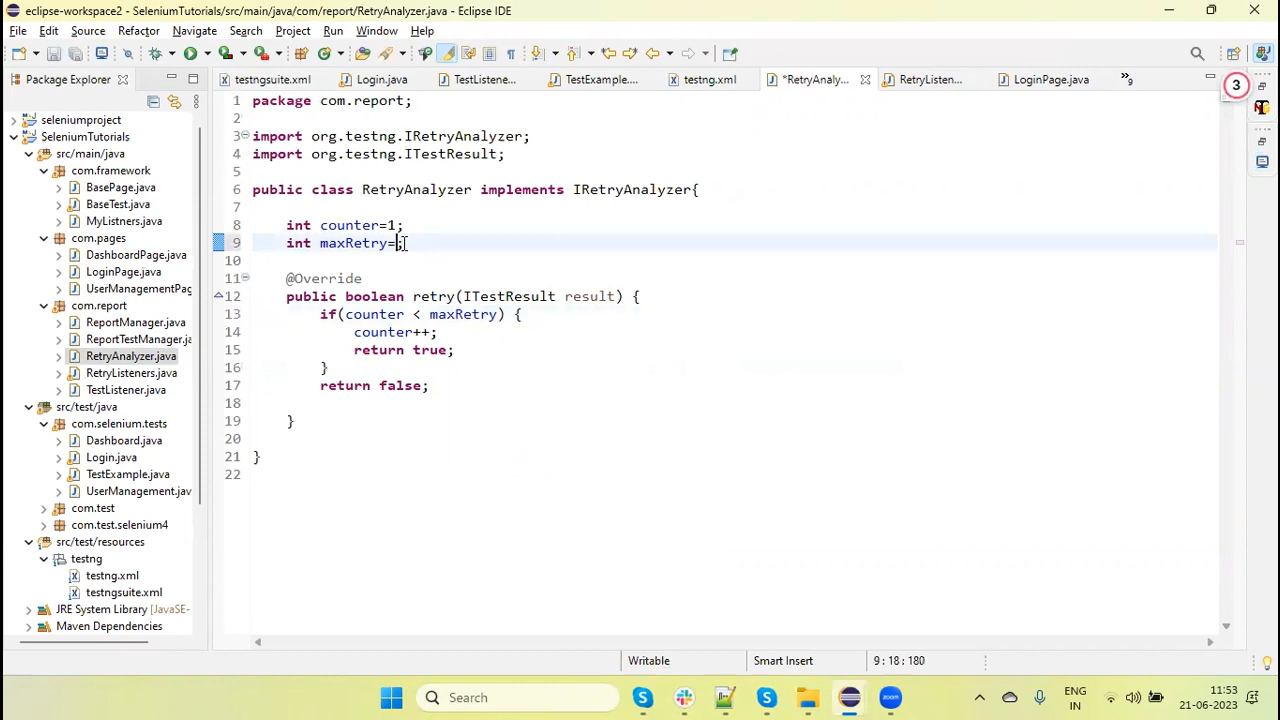 eclipse-workspace2 - SeleniumTutorials/src/main/java/com/report/RetryAnalyzer.java - Eclipse IDE
File Edit Source Refactor Navigate Search Project Run Window Help
Package Explorer
testngsuite.xml Login.java TestListene... TestExample.... testng.xml *RetryAnaly... RetryListen... LoginPage.java »9
3
seleniumproject
SeleniumTutorials
src/main/java
com.framework
BasePage.java
BaseTest.java
MyListners.java
com.pages
DashboardPage.java
LoginPage.java
UserManagementPag
com.report
ReportManager.java
ReportTestManager.j
RetryAnalyzer.java
RetryListeners.java
TestListener.java
src/test/java
com.selenium.tests
Dashboard.java
Login.java
TestExample.java
UserManagement.jav
com.test
com.test.selenium4
src/test/resources
testng
testng.xml
testngsuite.xml
JRE System Library [JavaSE-
Maven Dependencies
1 package com.report;
2
3 import org.testng.IRetryAnalyzer;
4 import org.testng.ITestResult;
5
6 public class RetryAnalyzer implements IRetryAnalyzer{
7
8 int counter=1;
9 int maxRetry=;
10
11 @Override
12 public boolean retry(ITestResult result) {
13 if(counter < maxRetry) {
14 counter++;
15 return true;
16 }
17 return false;
18
19 }
20
21 }
22
Writable Smart Insert 9 : 18 : 180
Search
ENG
IN
11:53
21-06-2023